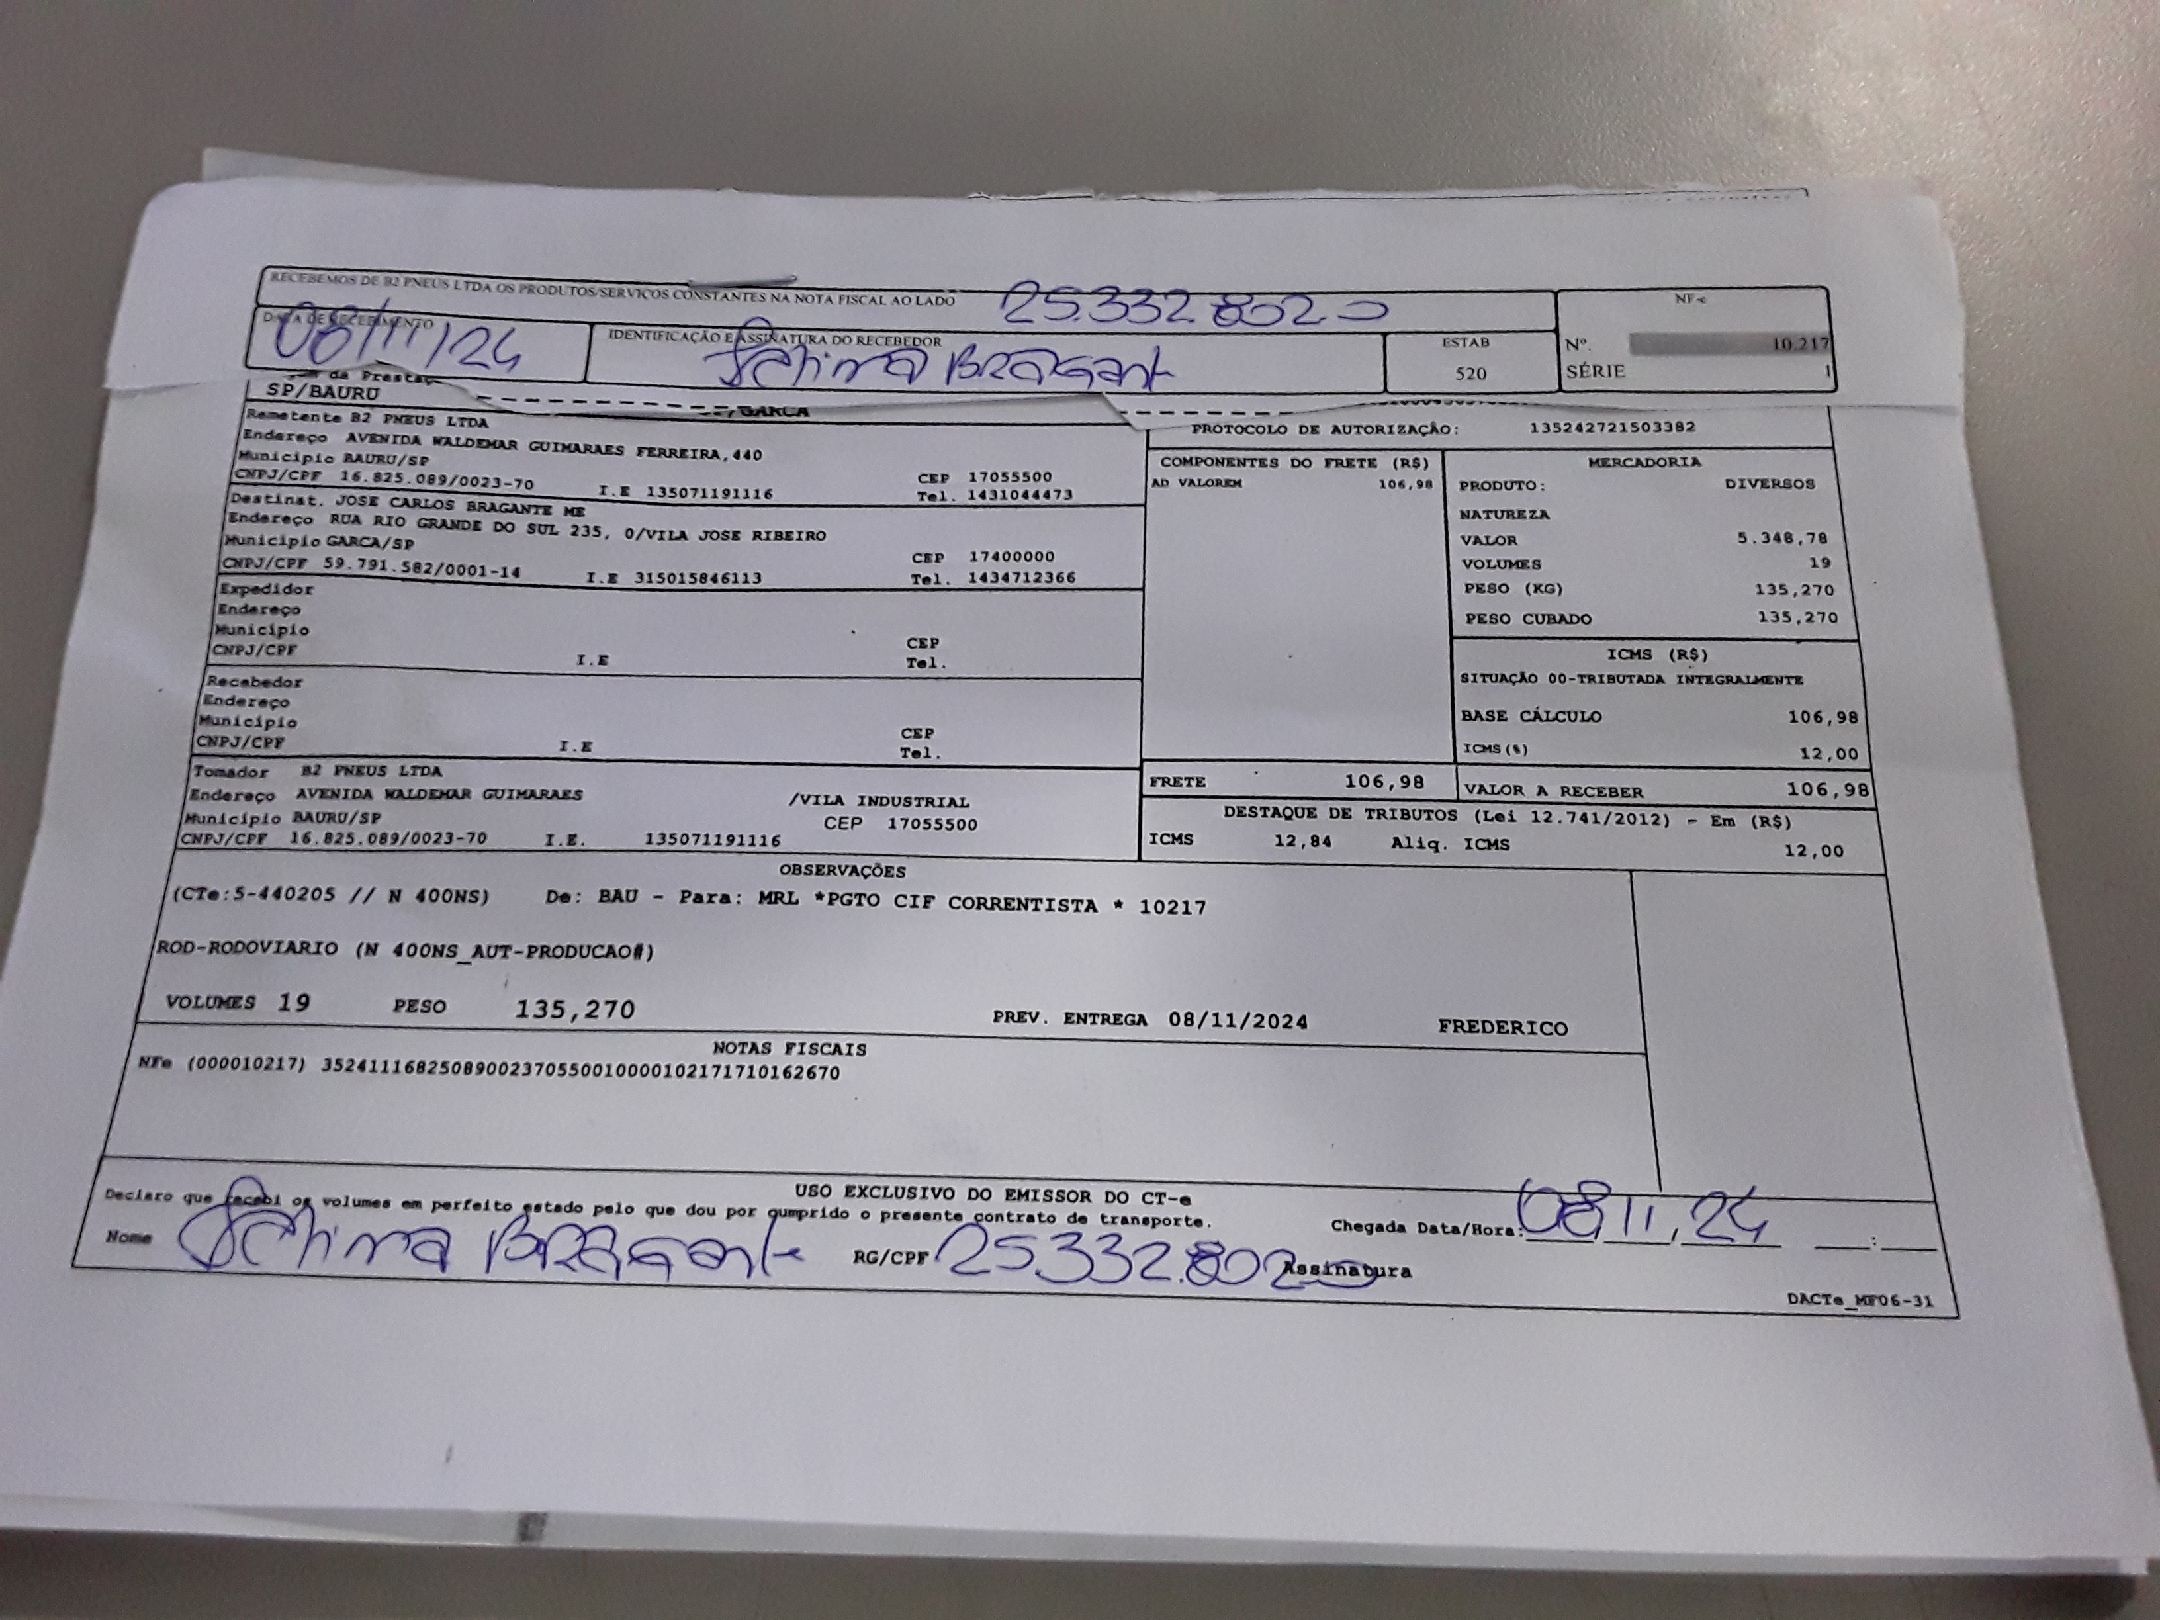 RECEBEMOS DE B2 PNEUS LTDA OS PRODUTOS/SERVIÇOS CONSTANTES NA NOTA FISCAL AO LADO
NF-e
DATA DE RECEBIMENTO
08/11/24
IDENTIFICAÇÃO E ASSINATURA DO RECEBEDOR
Bragante
ESTAB
520
Nº. 10.217
SÉRIE 1
da Prestaç
SP/BAURU
/GARCA
Remetente B2 PNEUS LTDA
Endereço AVENIDA WALDEMAR GUIMARAES FERREIRA,440
Municipio BAURU/SP CEP 17055500
CNPJ/CPF 16.825.089/0023-70 I.E 135071191116 Tel. 1431044473
Destinat. JOSE CARLOS BRAGANTE ME
Endereço RUA RIO GRANDE DO SUL 235, 0/VILA JOSE RIBEIRO
Municipio GARCA/SP CEP 17400000
CNPJ/CPF 59.791.582/0001-14 I.E 315015846113 Tel. 1434712366
Expedidor
Endereço
Municipio CEP
CNPJ/CPF I.E Tel.
Recebedor
Endereço
Municipio CEP
CNPJ/CPF I.E Tel.
Tomador B2 PNEUS LTDA
Endereço AVENIDA WALDEMAR GUIMARAES /VILA INDUSTRIAL
Municipio BAURU/SP CEP 17055500
CNPJ/CPF 16.825.089/0023-70 I.E. 135071191116
PROTOCOLO DE AUTORIZAÇÃO: 135242721503382
COMPONENTES DO FRETE (R$)
AD VALOREM 106,98
MERCADORIA
PRODUTO: DIVERSOS
NATUREZA
VALOR 5.348,78
VOLUMES 19
PESO (KG) 135,270
PESO CUBADO 135,270
ICMS (R$)
SITUAÇÃO 00-TRIBUTADA INTEGRALMENTE
BASE CÁLCULO 106,98
ICMS(%) 12,00
FRETE 106,98
VALOR A RECEBER 106,98
DESTAQUE DE TRIBUTOS (Lei 12.741/2012) - Em (R$)
ICMS 12,84 Aliq. ICMS 12,00
OBSERVAÇÕES
(CTe:5-440205 // N 400NS) De: BAU - Para: MRL *PGTO CIF CORRENTISTA * 10217
ROD-RODOVIARIO (N 400NS_AUT-PRODUCAO#)
VOLUMES 19 PESO 135,270 PREV. ENTREGA 08/11/2024 FREDERICO
NOTAS FISCAIS
NFe (000010217) 35241116825089002370550010000102171710162670
USO EXCLUSIVO DO EMISSOR DO CT-e
Declaro que recebi os volumes em perfeito estado pelo que dou por cumprido o presente contrato de transporte.
Chegada Data/Hora: 08/11/24 :
Nome Bragante RG/CPF Assinatura
DACTe_MF06-31